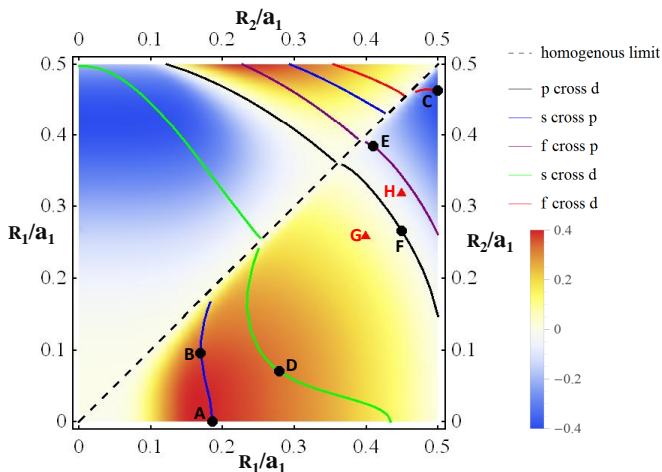 R₂/a₁
0 0.1 0.2 0.3 0.4 0.5
0.5 0.5
0.4 0.4
0.3 0.3
0.2 0.2
0.1 0.1
0 0
R₁/a₁
R₂/a₁
0 0.1 0.2 0.3 0.4 0.5
R₁/a₁
A
B
C
D
E
F
G
H
homogenous limit
p cross d
s cross p
f cross p
s cross d
f cross d
0.4
0.2
0
−0.2
−0.4